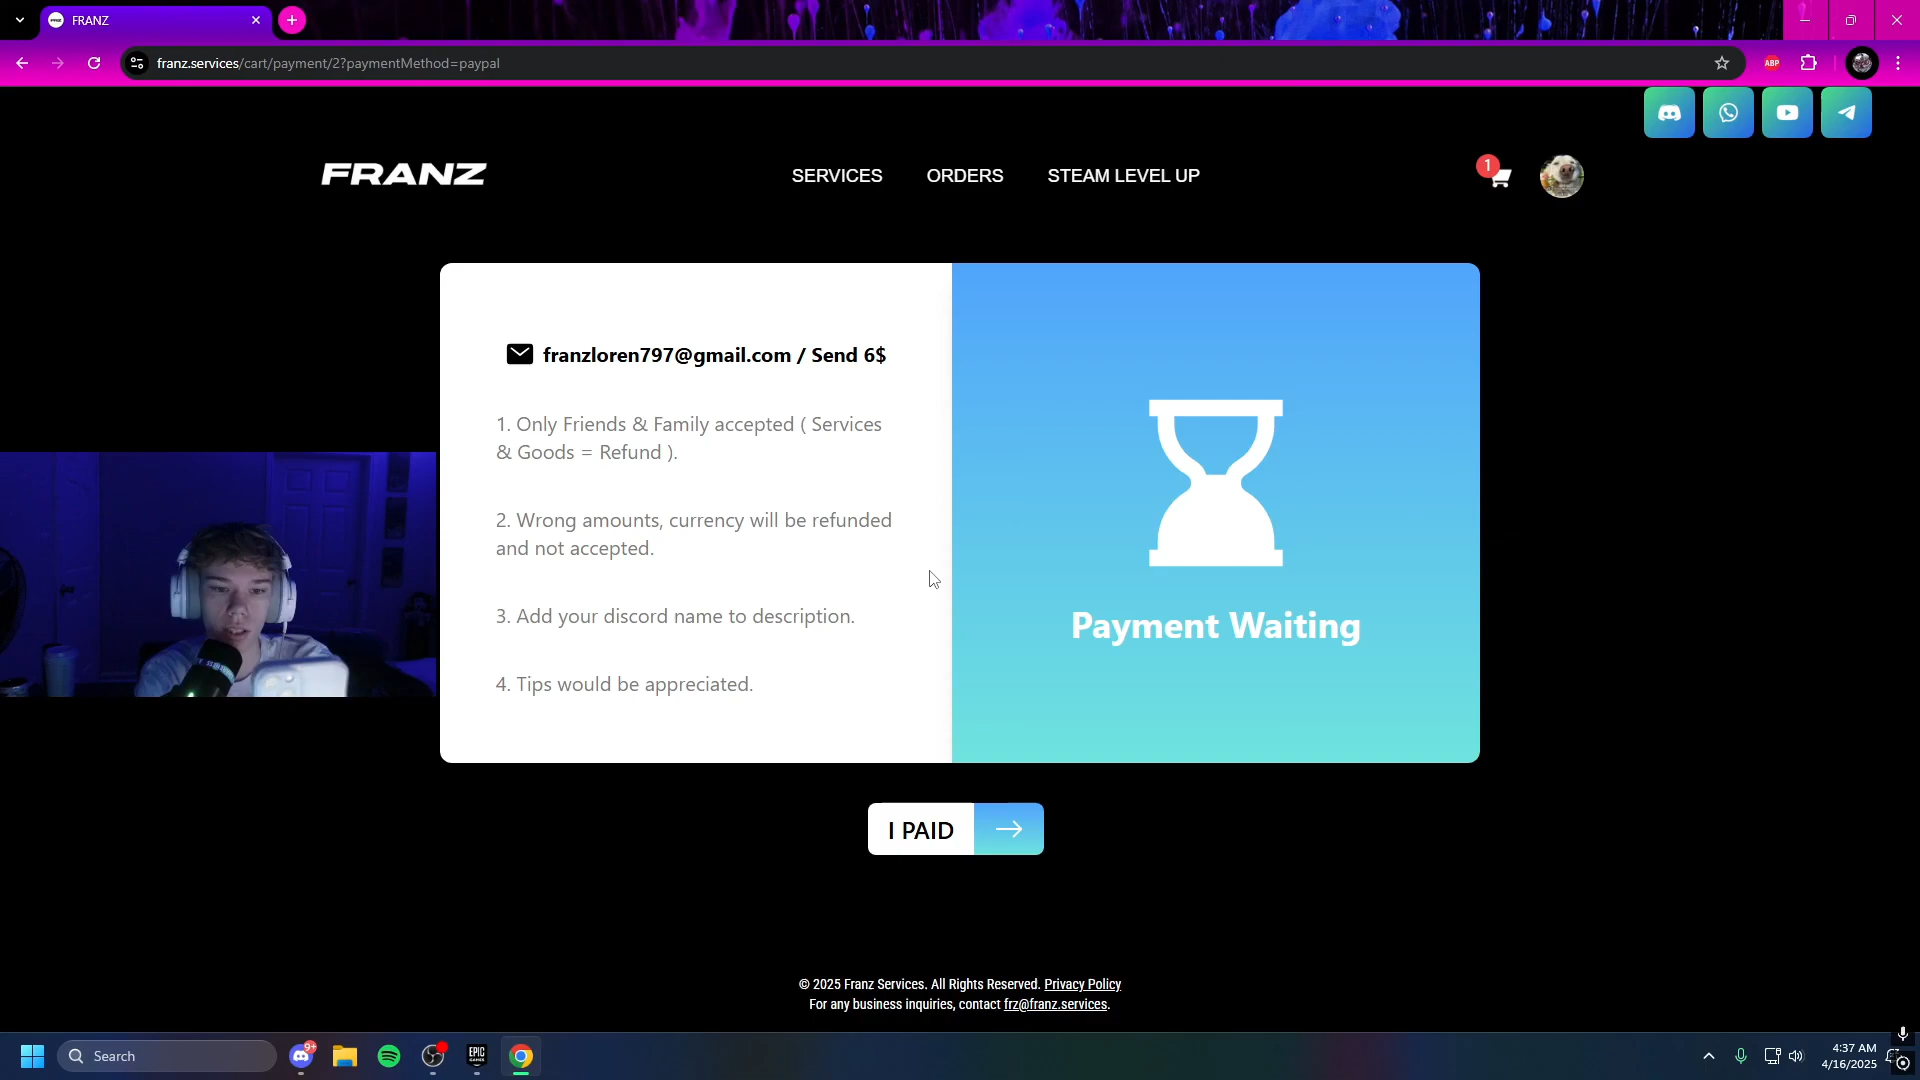 FRANZ
franz.services/cart/payment/2?paymentMethod=paypal
ABP
FRANZ
SERVICES
ORDERS
STEAM LEVEL UP
1
franzloren797@gmail.com / Send 6$
1. Only Friends & Family accepted ( Services
& Goods = Refund ).
2. Wrong amounts, currency will be refunded
and not accepted.
3. Add your discord name to description.
4. Tips would be appreciated.
Payment Waiting
I PAID
© 2025 Franz Services. All Rights Reserved. Privacy Policy
For any business inquiries, contact frz@franz.services.
Search
9+
EPIC
GAMES
4:37 AM
4/16/2025